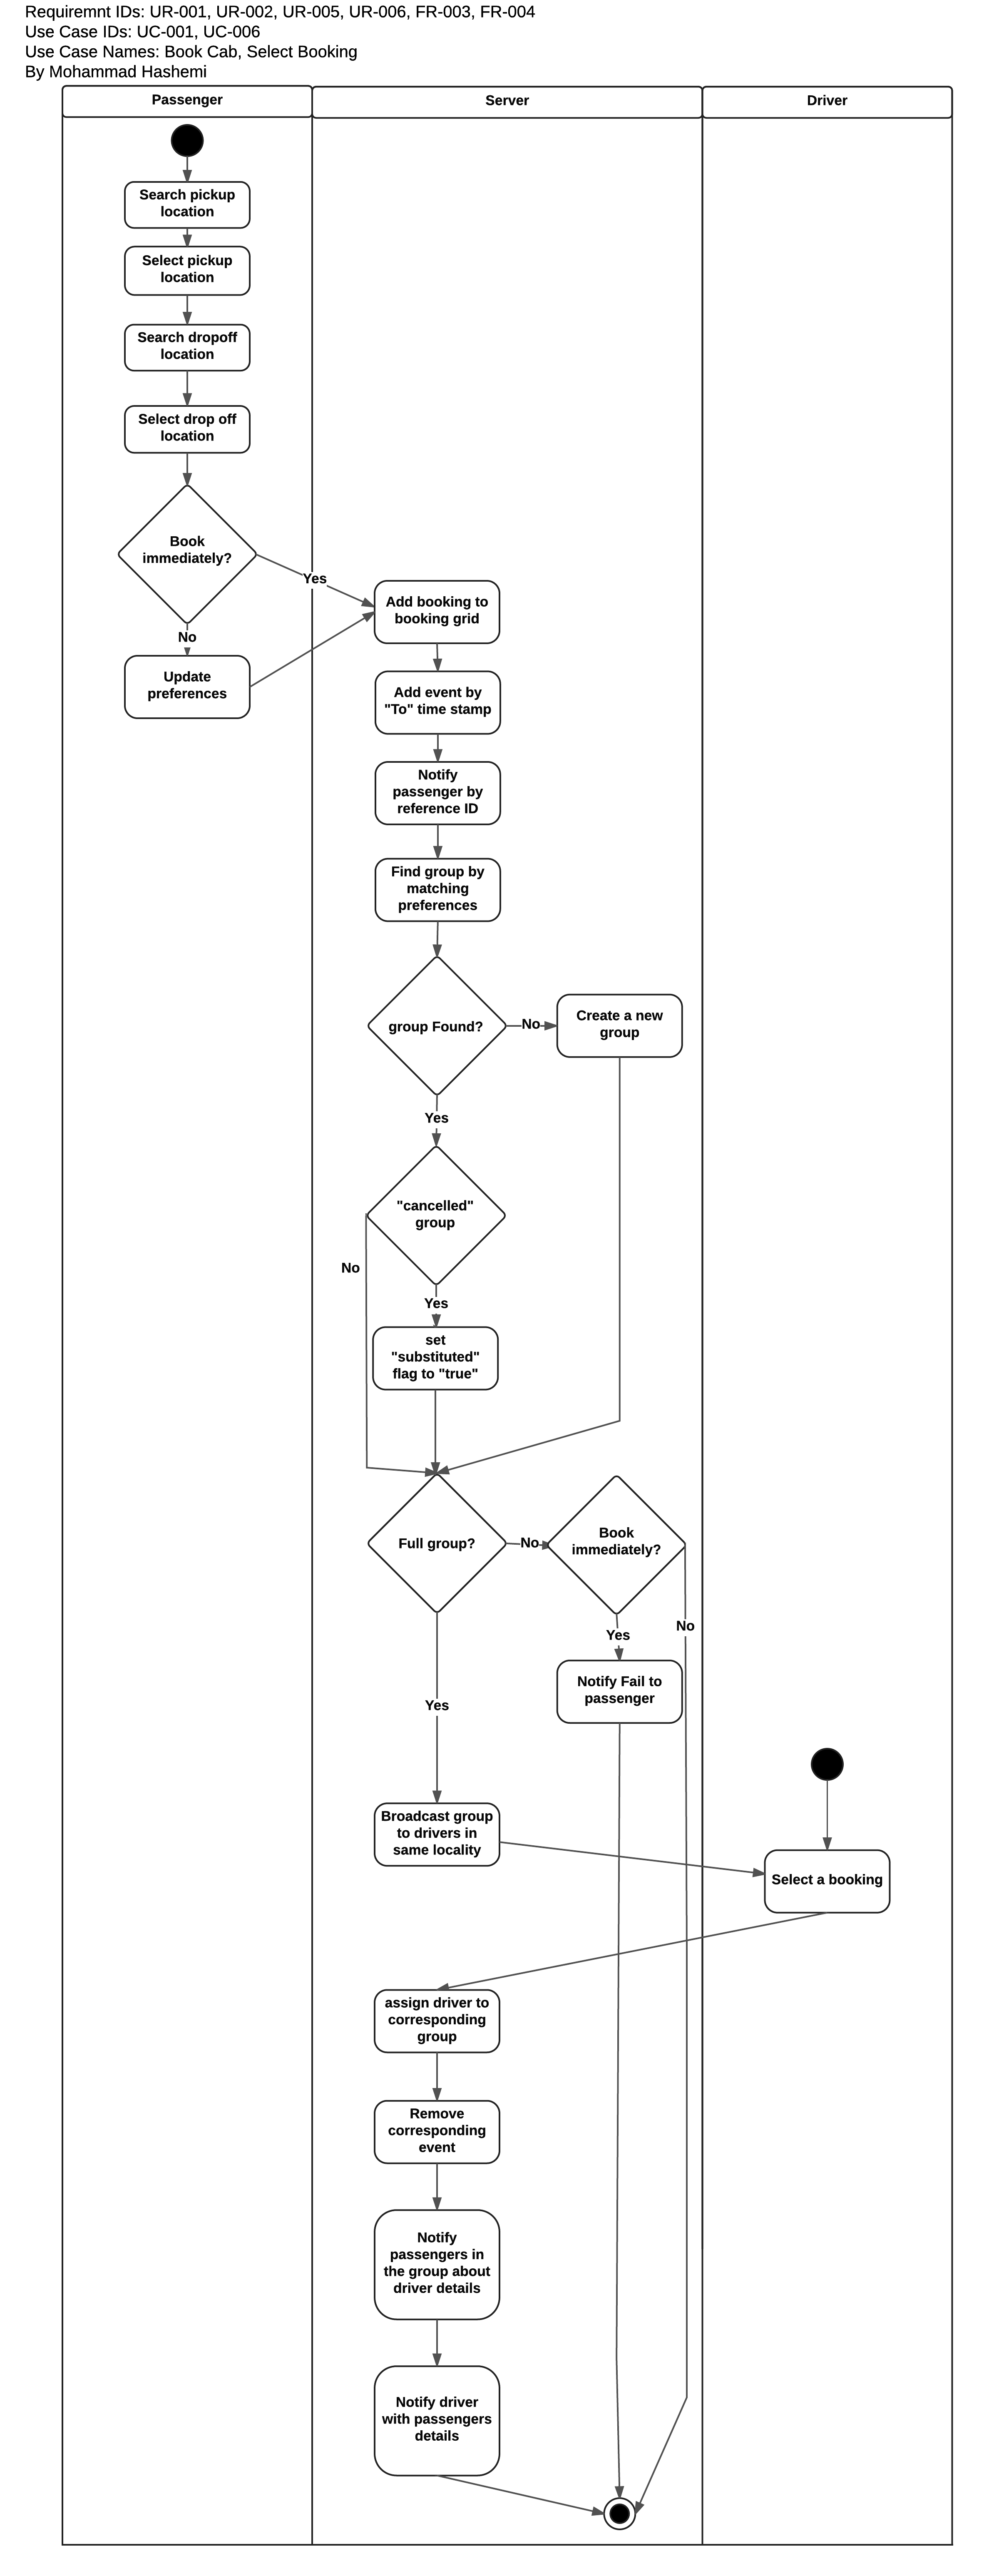 Requiremnt IDs: UR-001, UR-002, UR-005, UR-006, FR-003, FR-004
Use Case IDs: UC-001, UC-006
Use Case Names: Book Cab, Select Booking
By Mohammad Hashemi
Passenger
Server
Driver
Search pickup
location
Select pickup
location
Search dropoff
location
Select drop off
location
Book
immediately?
Yes
No
Update
preferences
Add booking to
booking grid
Add event by
"To" time stamp
Notify
passenger by
reference ID
Find group by
matching
preferences
group Found?
No
Create a new
group
Yes
"cancelled"
group
No
Yes
set
"substituted"
flag to "true"
Full group?
No
Book
immediately?
Yes
No
Notify Fail to
passenger
Yes
Broadcast group
to drivers in
same locality
Select a booking
assign driver to
corresponding
group
Remove
corresponding
event
Notify
passengers in
the group about
driver details
Notify driver
with passengers
details